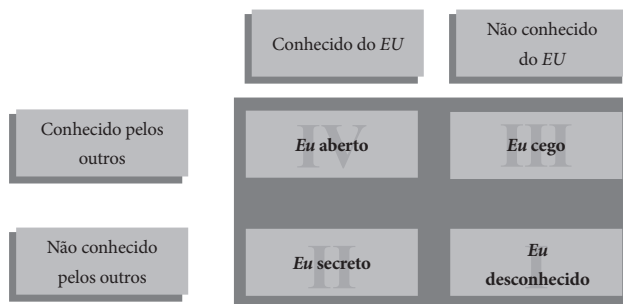 Conhecido do EU
Não conhecido
do EU
Conhecido pelos
outros
IV
Eu aberto
III
Eu cego
Não conhecido
pelos outros
II
Eu secreto
I
Eu
desconhecido